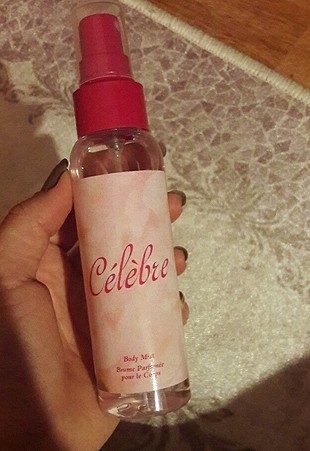 Célèbre
Body Mist
Brume Parfumée
pour le Corps